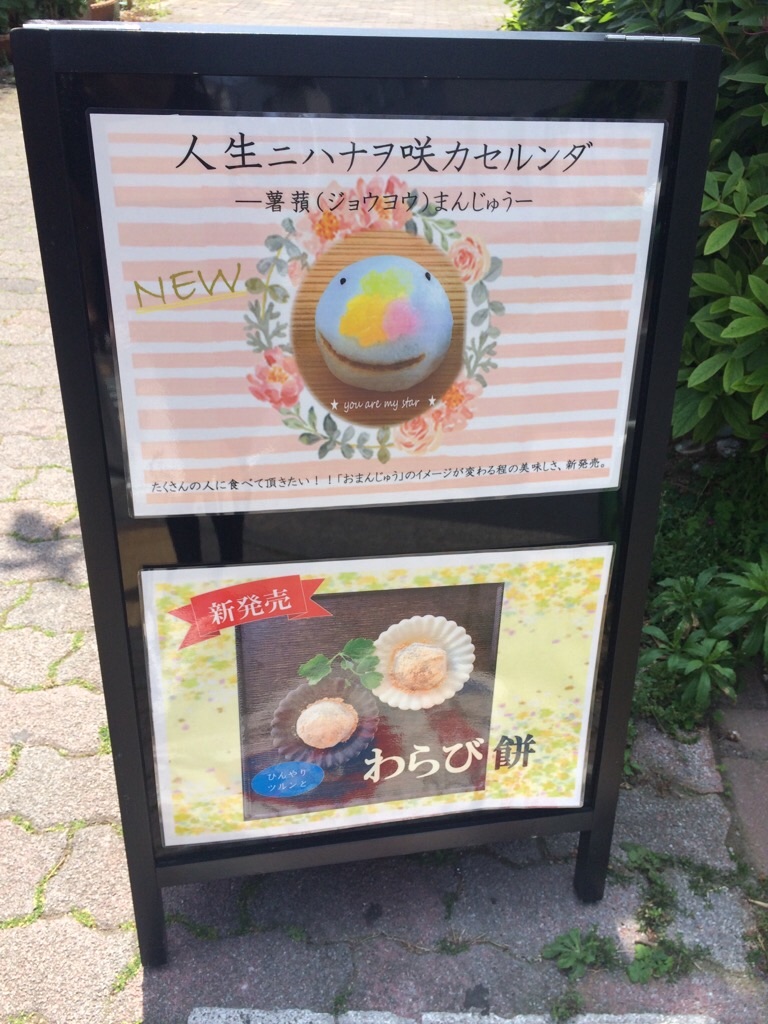 人生ニハナヲ咲カセルンダ
―薯蕷(ジョウヨウ)まんじゅう―
NEW
★ you are my star ★
たくさんの人に食べて頂きたい!!「おまんじゅう」のイメージが変わる程の美味しさ、新発売。
新発売
ひんやり
ツルンと
わらび餅